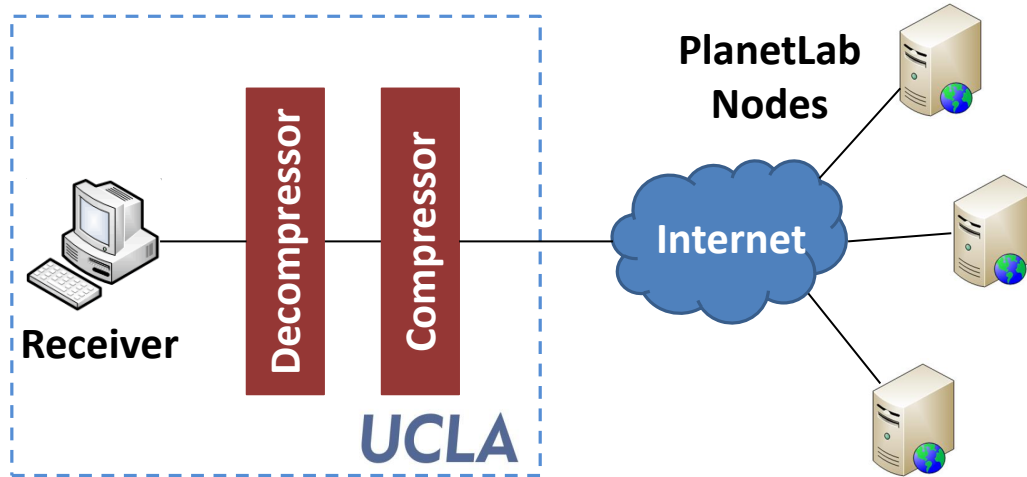 PlanetLab
Nodes
Decompressor
Compressor
Internet
Receiver
UCLA